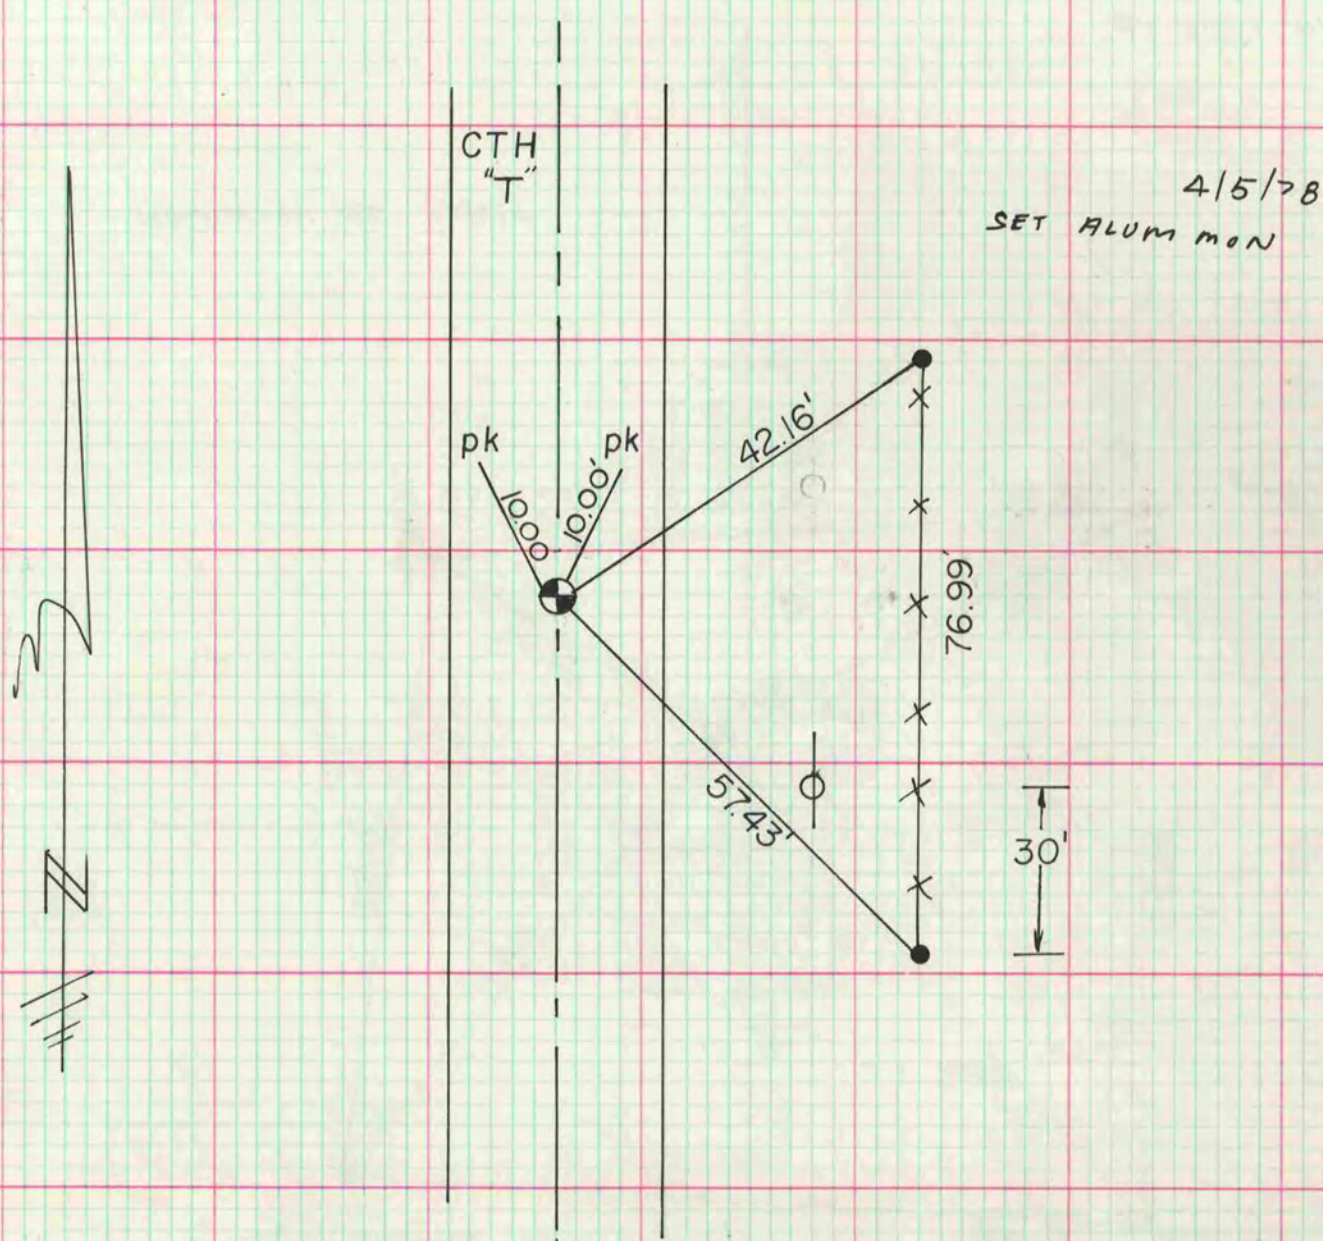 CTH
"T"
4/5/78
SET ALUM MON
pk
pk
10.00'
10.00'
42.16'
76.99'
57.43'
30'
N